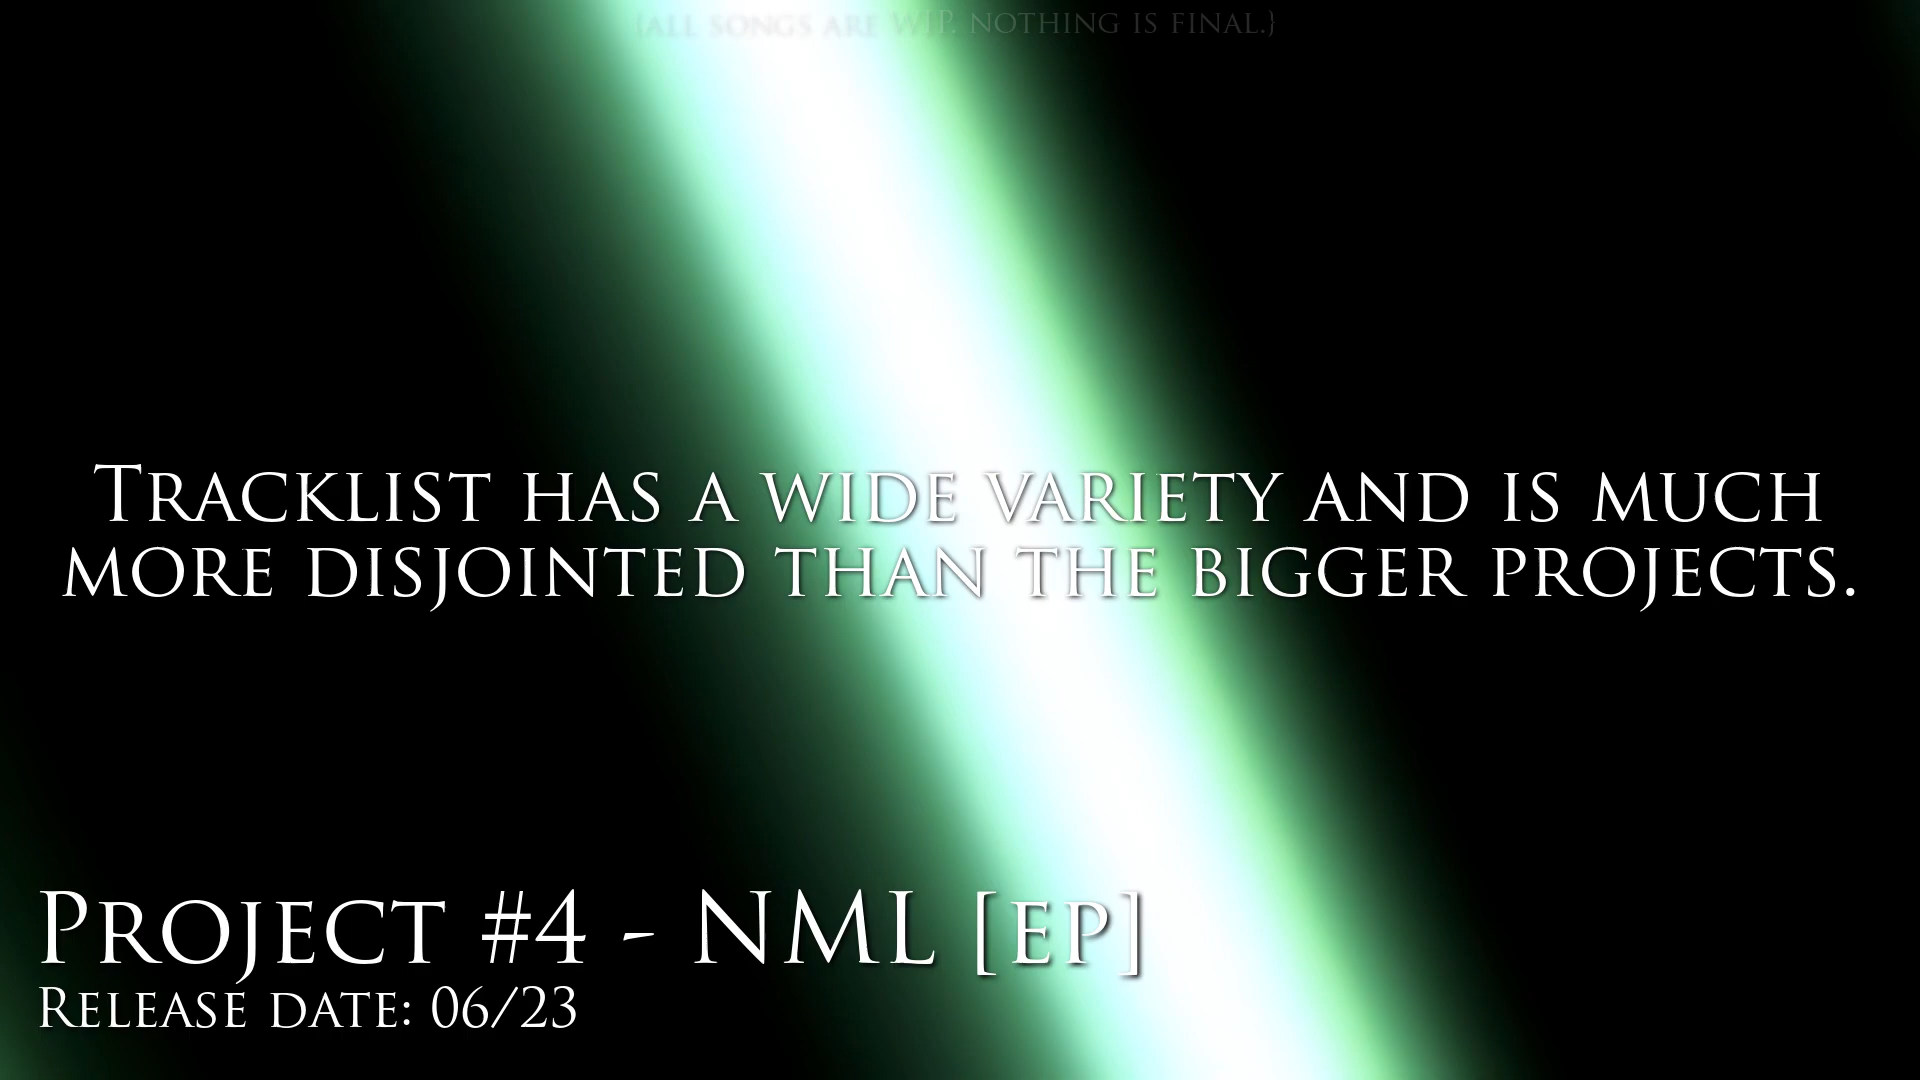 {all songs are WIP. nothing is final.}
Tracklist has a wide variety and is much
more disjointed than the bigger projects.
Project #4 - NML [EP]
Release date: 06/23